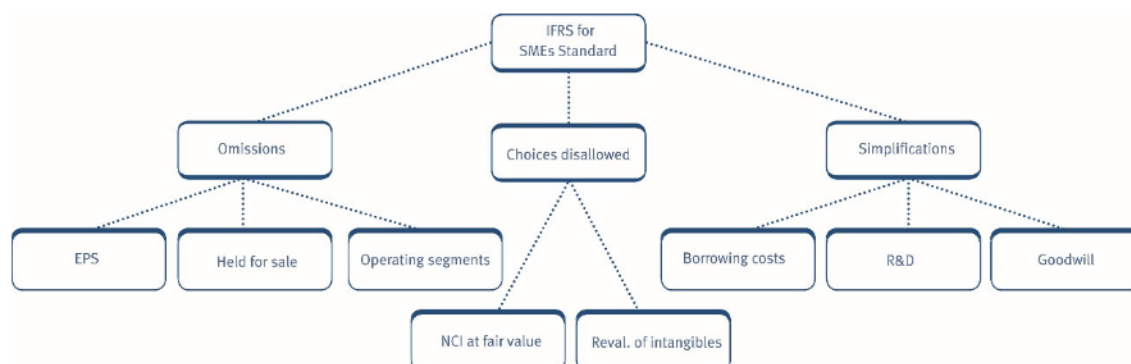 IFRS for
SMEs Standard
Omissions
Choices disallowed
Simplifications
EPS
Held for sale
Operating segments
Borrowing costs
R&D
Goodwill
NCI at fair value
Reval. of intangibles